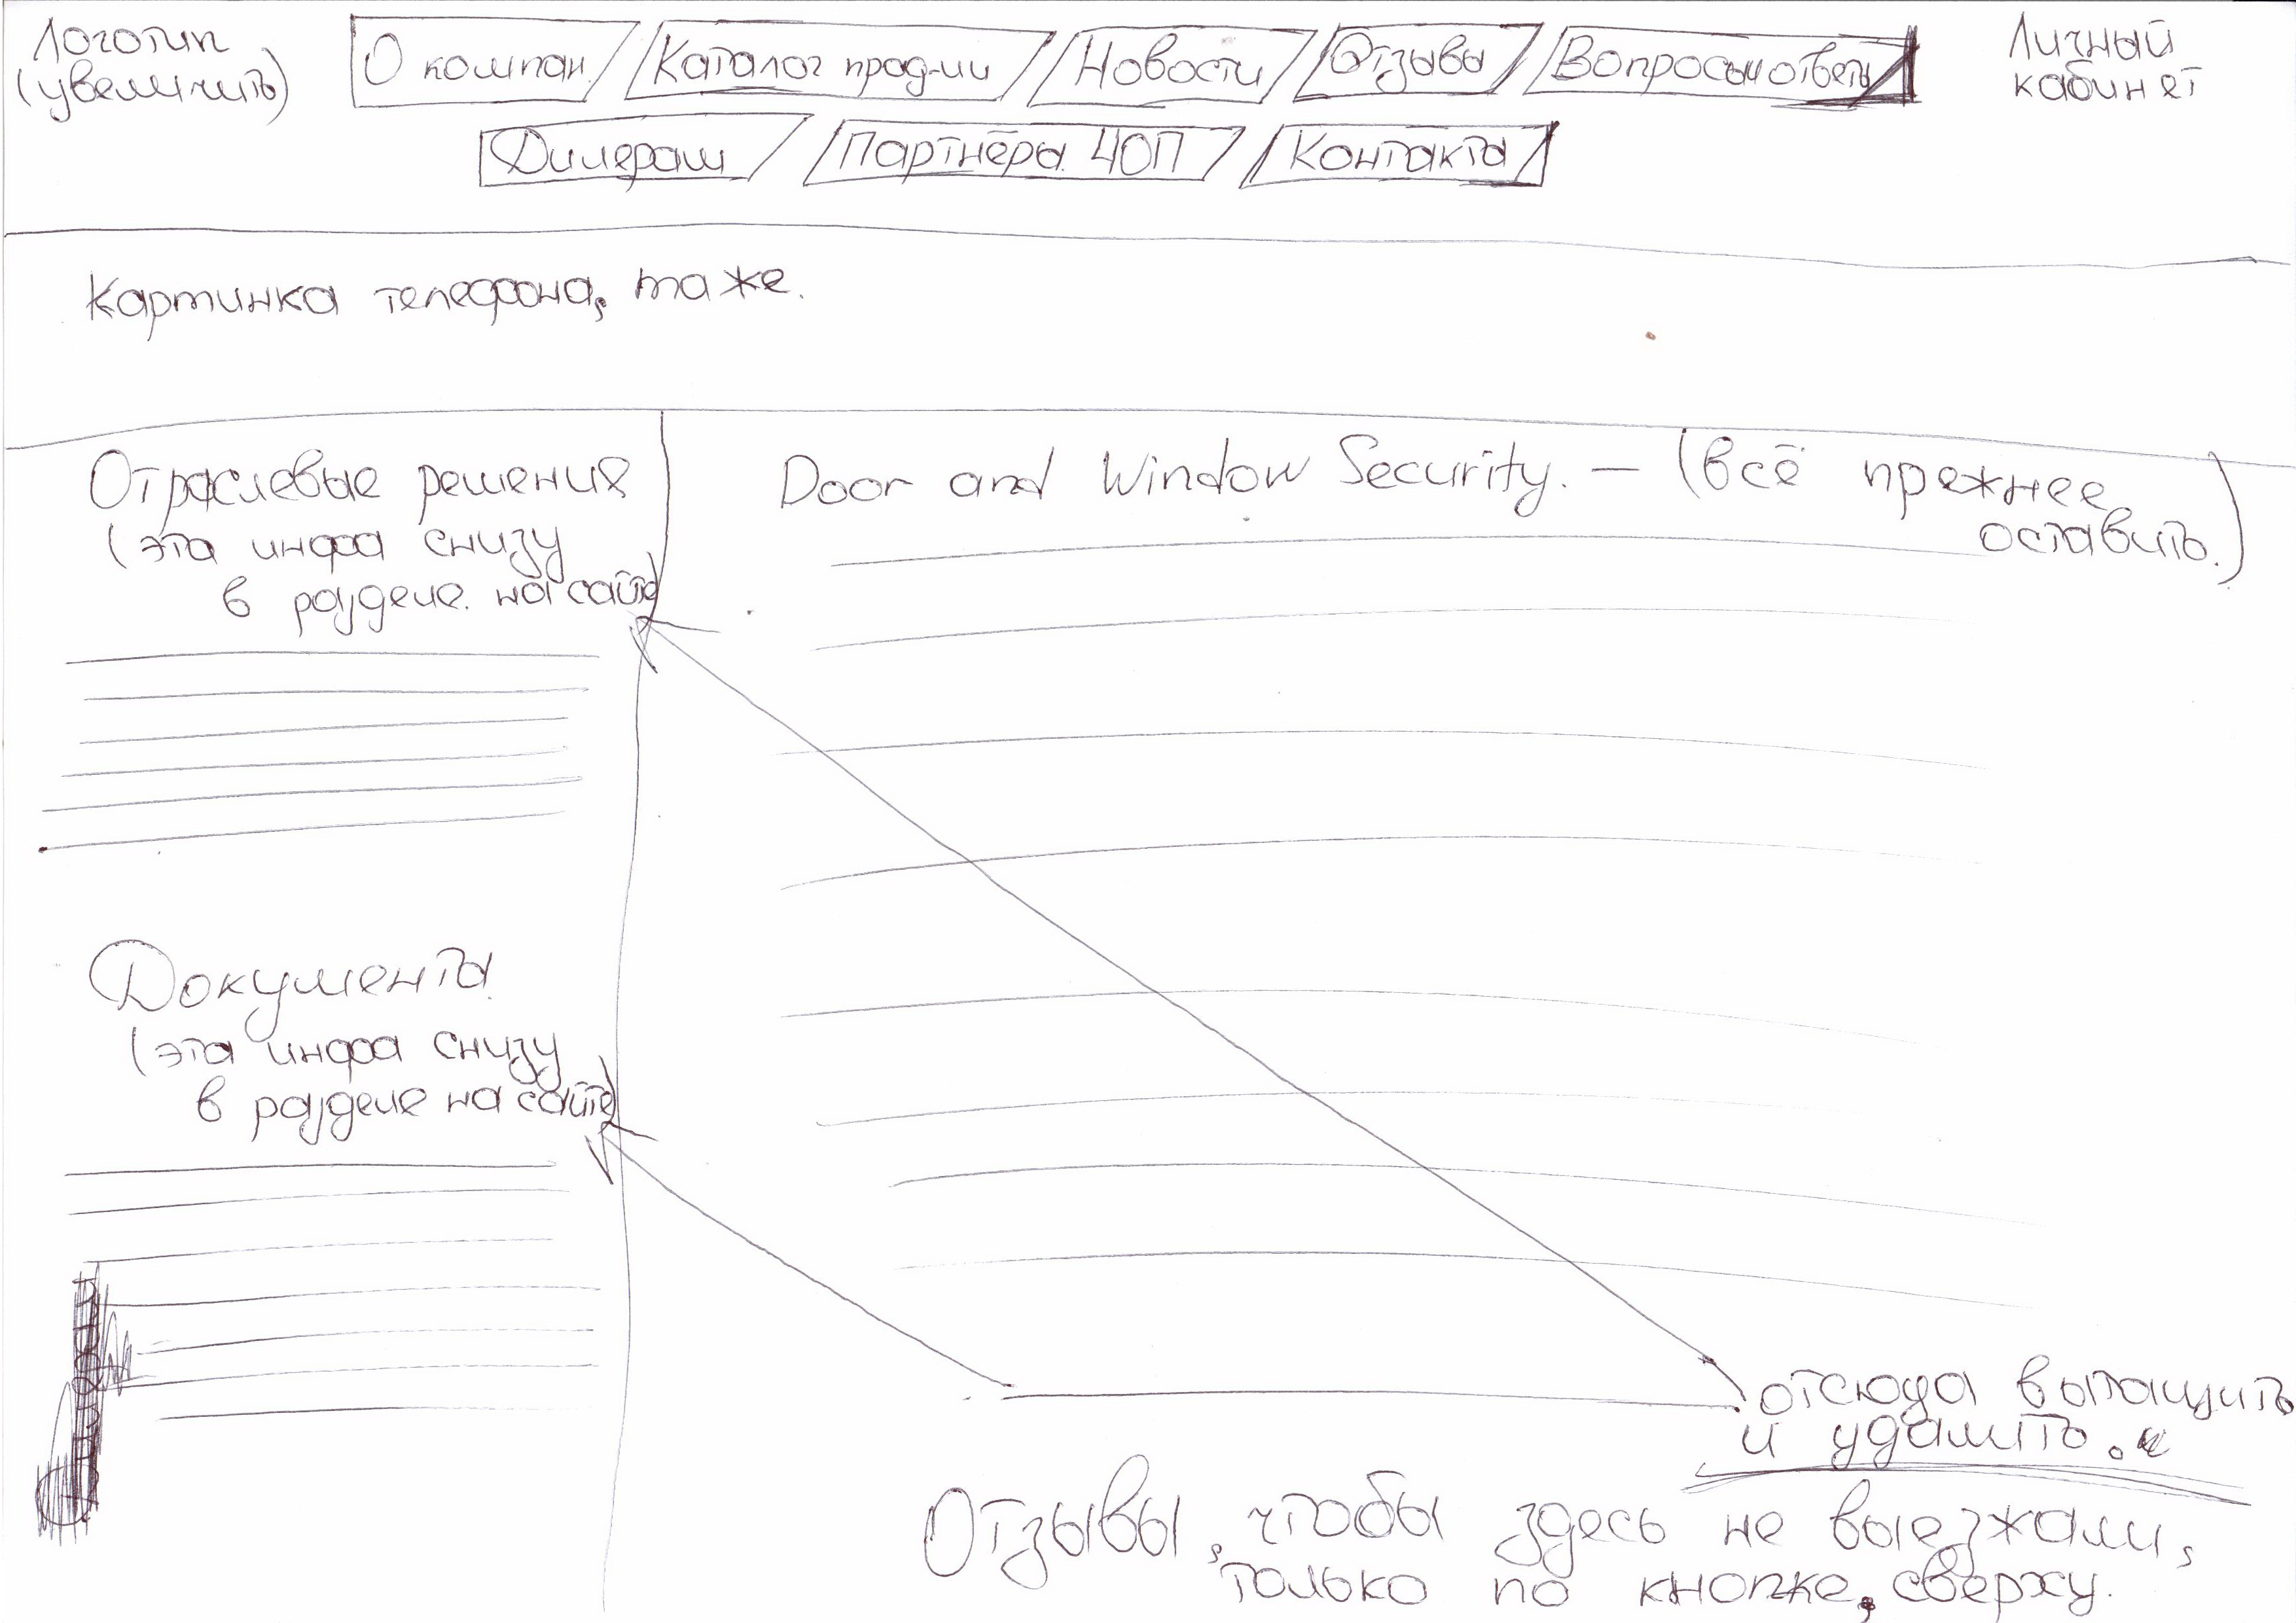 Логотип
(увеличить)
О компан.
Каталог прод-ии
Новости
Отзывы
Вопросы и ответы
Личный
кабинет
Дилерам
Партнёры ЧОП
Контакты
Картинка телефона, та же.
Отраслевые решения
(эта инфа снизу
в разделе на сайте)
Door and Window Security. — (всё прежнее
оставить.)
Документы
(эта инфа снизу
в разделе на сайте)
отсюда вытащить
и удалить.
Отзывы, чтобы здесь не выезжали,
только по кнопке, сверху.